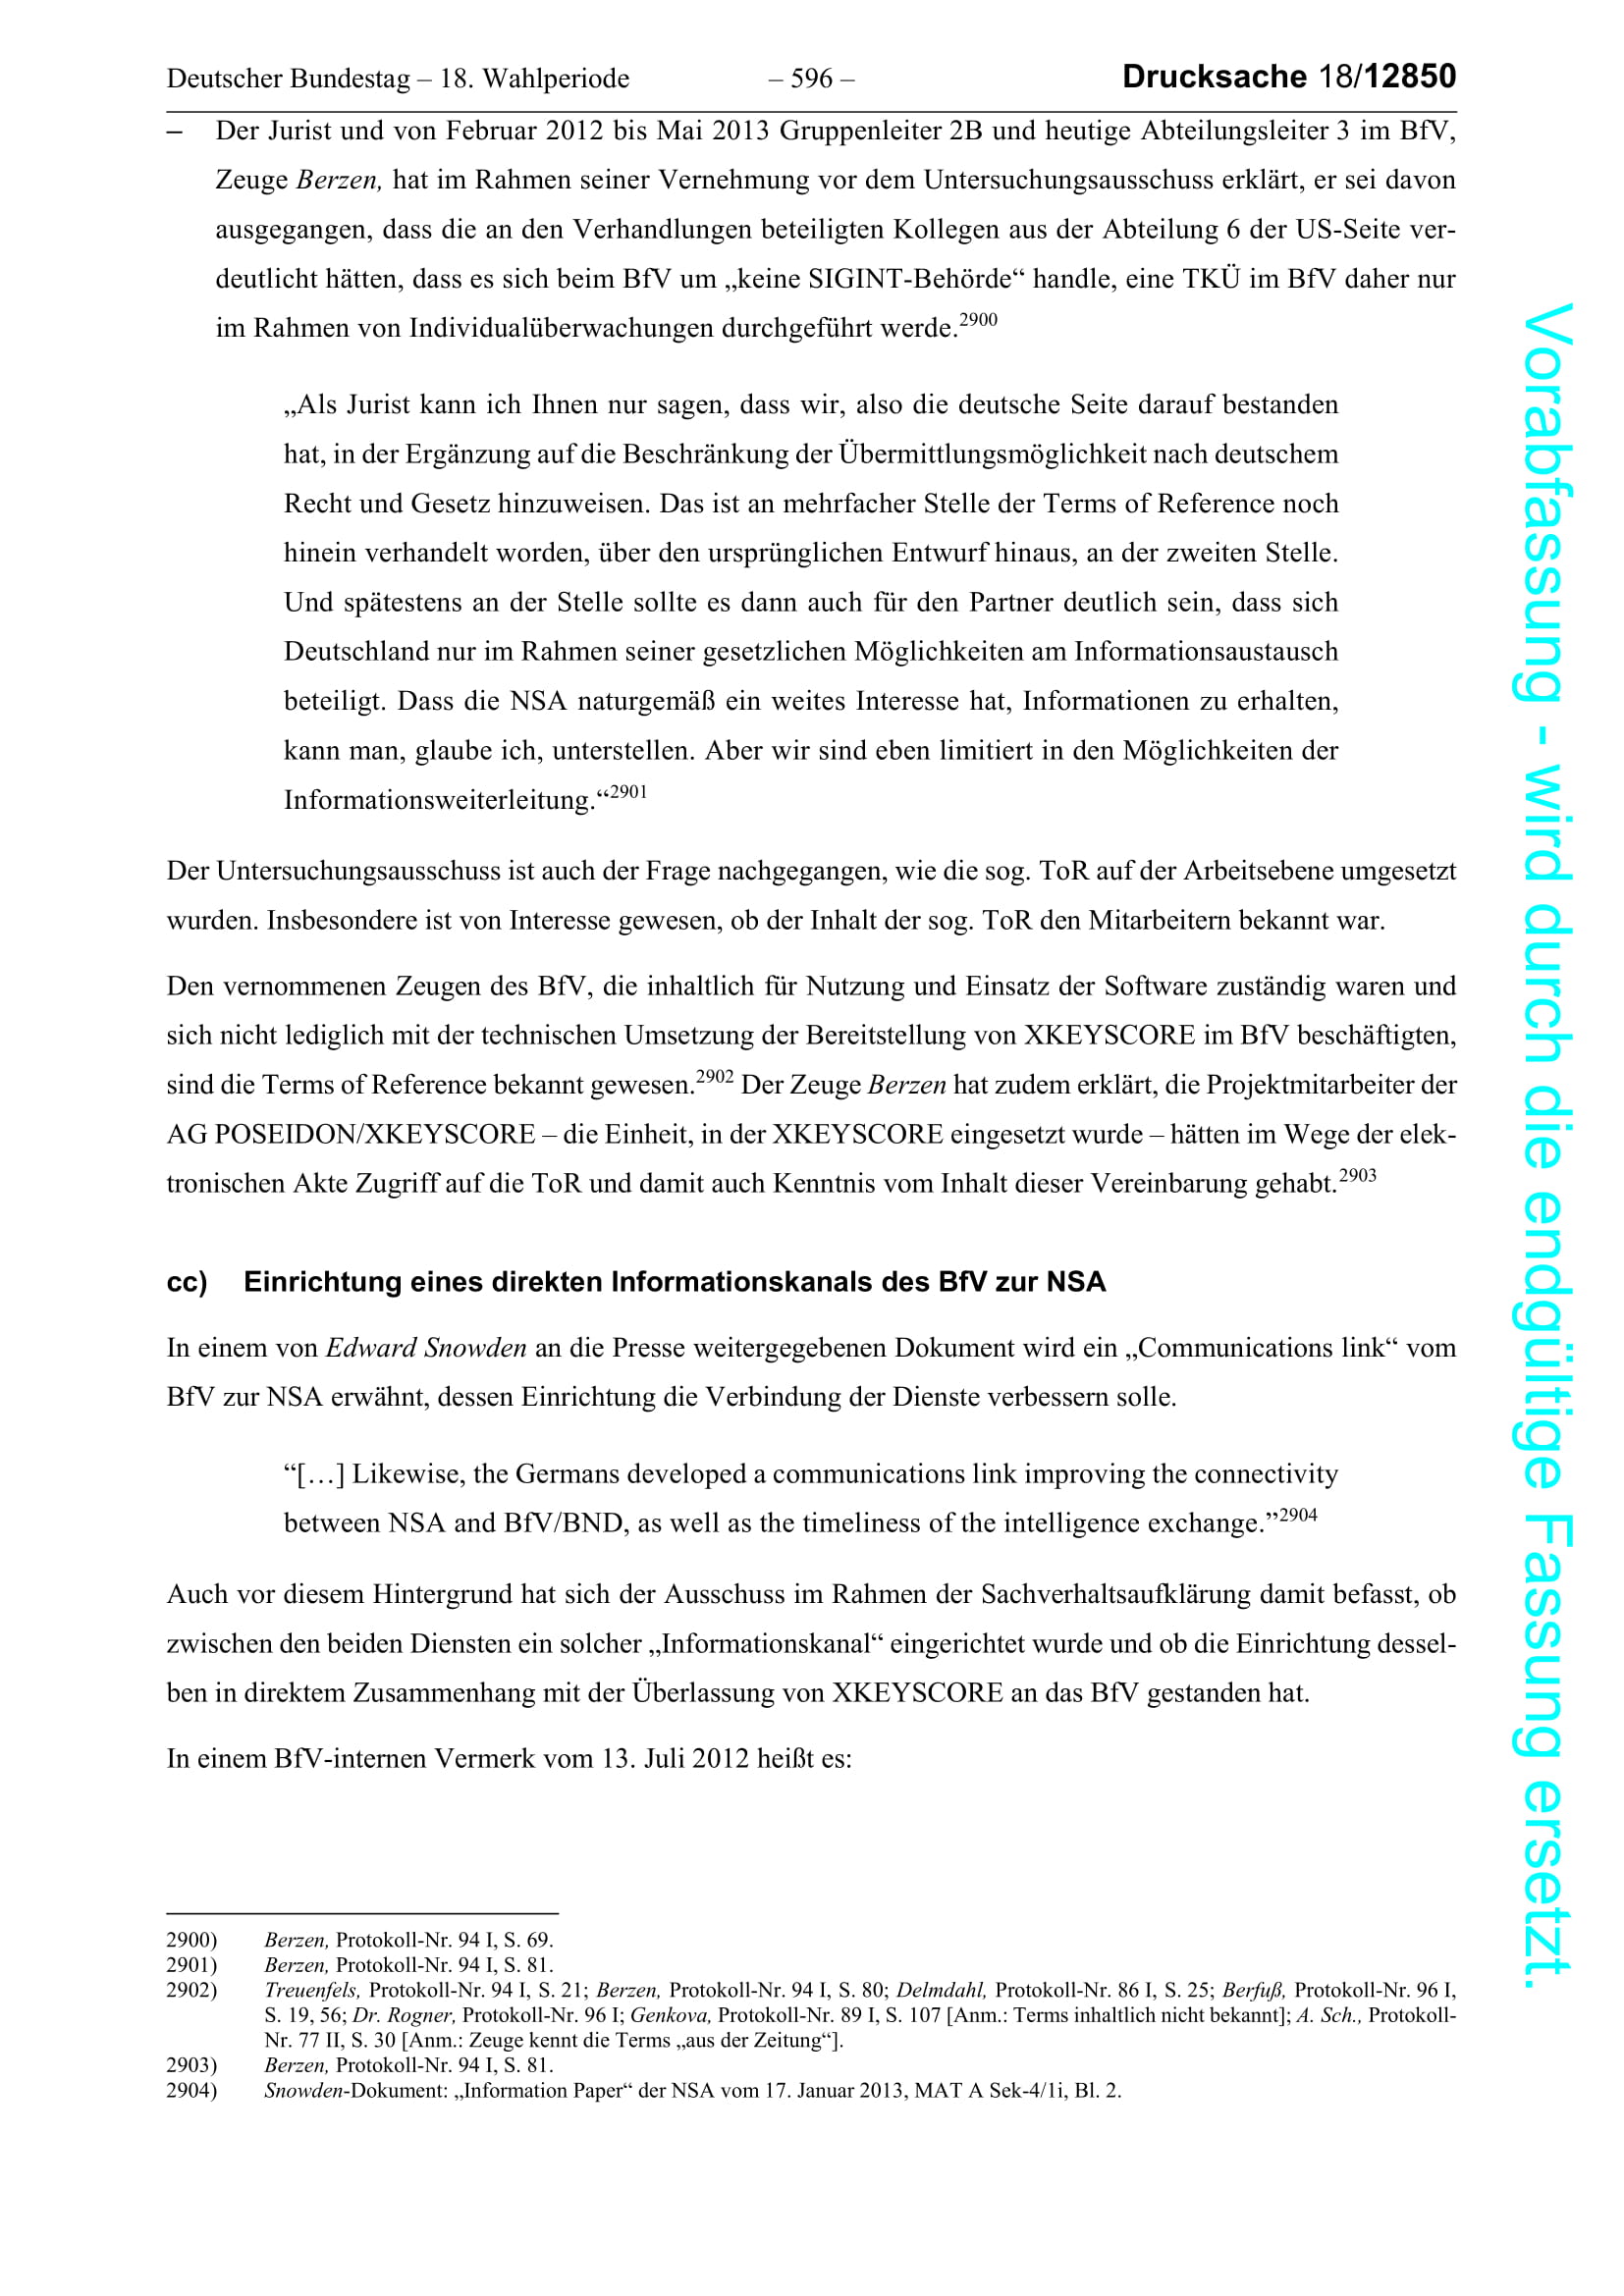 Deutscher Bundestag – 18. Wahlperiode – 596 – Drucksache 18/12850
– Der Jurist und von Februar 2012 bis Mai 2013 Gruppenleiter 2B und heutige Abteilungsleiter 3 im BfV,
Zeuge Berzen, hat im Rahmen seiner Vernehmung vor dem Untersuchungsausschuss erklärt, er sei davon
ausgegangen, dass die an den Verhandlungen beteiligten Kollegen aus der Abteilung 6 der US-Seite ver-
deutlicht hätten, dass es sich beim BfV um „keine SIGINT-Behörde“ handle, eine TKÜ im BfV daher nur
im Rahmen von Individualüberwachungen durchgeführt werde.2900
„Als Jurist kann ich Ihnen nur sagen, dass wir, also die deutsche Seite darauf bestanden
hat, in der Ergänzung auf die Beschränkung der Übermittlungsmöglichkeit nach deutschem
Recht und Gesetz hinzuweisen. Das ist an mehrfacher Stelle der Terms of Reference noch
hinein verhandelt worden, über den ursprünglichen Entwurf hinaus, an der zweiten Stelle.
Und spätestens an der Stelle sollte es dann auch für den Partner deutlich sein, dass sich
Deutschland nur im Rahmen seiner gesetzlichen Möglichkeiten am Informationsaustausch
beteiligt. Dass die NSA naturgemäß ein weites Interesse hat, Informationen zu erhalten,
kann man, glaube ich, unterstellen. Aber wir sind eben limitiert in den Möglichkeiten der
Informationsweiterleitung.“2901
Der Untersuchungsausschuss ist auch der Frage nachgegangen, wie die sog. ToR auf der Arbeitsebene umgesetzt
wurden. Insbesondere ist von Interesse gewesen, ob der Inhalt der sog. ToR den Mitarbeitern bekannt war.
Den vernommenen Zeugen des BfV, die inhaltlich für Nutzung und Einsatz der Software zuständig waren und
sich nicht lediglich mit der technischen Umsetzung der Bereitstellung von XKEYSCORE im BfV beschäftigten,
sind die Terms of Reference bekannt gewesen.2902 Der Zeuge Berzen hat zudem erklärt, die Projektmitarbeiter der
AG POSEIDON/XKEYSCORE – die Einheit, in der XKEYSCORE eingesetzt wurde – hätten im Wege der elek-
tronischen Akte Zugriff auf die ToR und damit auch Kenntnis vom Inhalt dieser Vereinbarung gehabt.2903
cc) Einrichtung eines direkten Informationskanals des BfV zur NSA
In einem von Edward Snowden an die Presse weitergegebenen Dokument wird ein „Communications link“ vom
BfV zur NSA erwähnt, dessen Einrichtung die Verbindung der Dienste verbessern solle.
“[…] Likewise, the Germans developed a communications link improving the connectivity
between NSA and BfV/BND, as well as the timeliness of the intelligence exchange.”2904
Auch vor diesem Hintergrund hat sich der Ausschuss im Rahmen der Sachverhaltsaufklärung damit befasst, ob
zwischen den beiden Diensten ein solcher „Informationskanal“ eingerichtet wurde und ob die Einrichtung dessel-
ben in direktem Zusammenhang mit der Überlassung von XKEYSCORE an das BfV gestanden hat.
In einem BfV-internen Vermerk vom 13. Juli 2012 heißt es:
2900) Berzen, Protokoll-Nr. 94 I, S. 69.
2901) Berzen, Protokoll-Nr. 94 I, S. 81.
2902) Treuenfels, Protokoll-Nr. 94 I, S. 21; Berzen, Protokoll-Nr. 94 I, S. 80; Delmdahl, Protokoll-Nr. 86 I, S. 25; Berfuß, Protokoll-Nr. 96 I,
S. 19, 56; Dr. Rogner, Protokoll-Nr. 96 I; Genkova, Protokoll-Nr. 89 I, S. 107 [Anm.: Terms inhaltlich nicht bekannt]; A. Sch., Protokoll-
Nr. 77 II, S. 30 [Anm.: Zeuge kennt die Terms „aus der Zeitung“].
2903) Berzen, Protokoll-Nr. 94 I, S. 81.
2904) Snowden-Dokument: „Information Paper“ der NSA vom 17. Januar 2013, MAT A Sek-4/1i, Bl. 2.
Vorabfassung - wird durch die endgültige Fassung ersetzt.